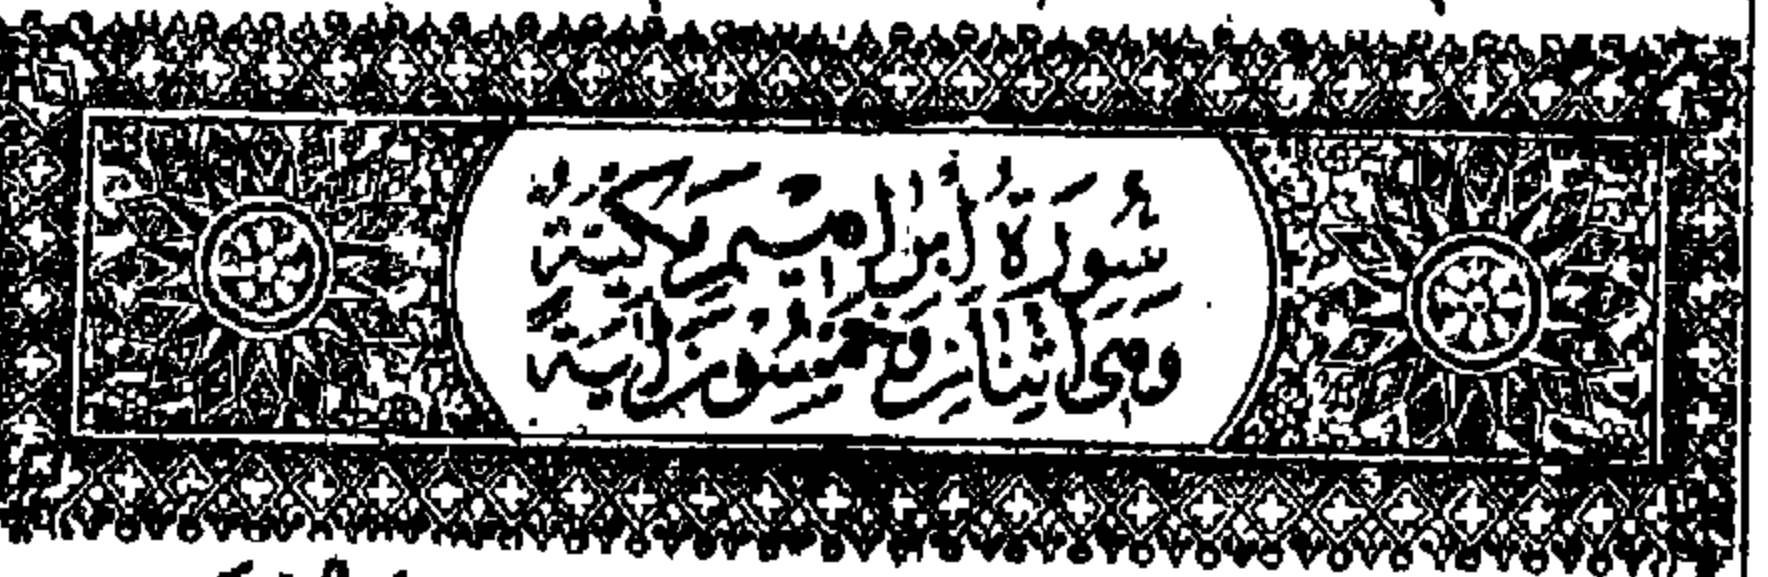 سُورَةُ أِبْرَاهِيمَ مَكِّيَّةٌ
وَهِيَ اثْنَانِ وَخَمْسُونَ آيَةً